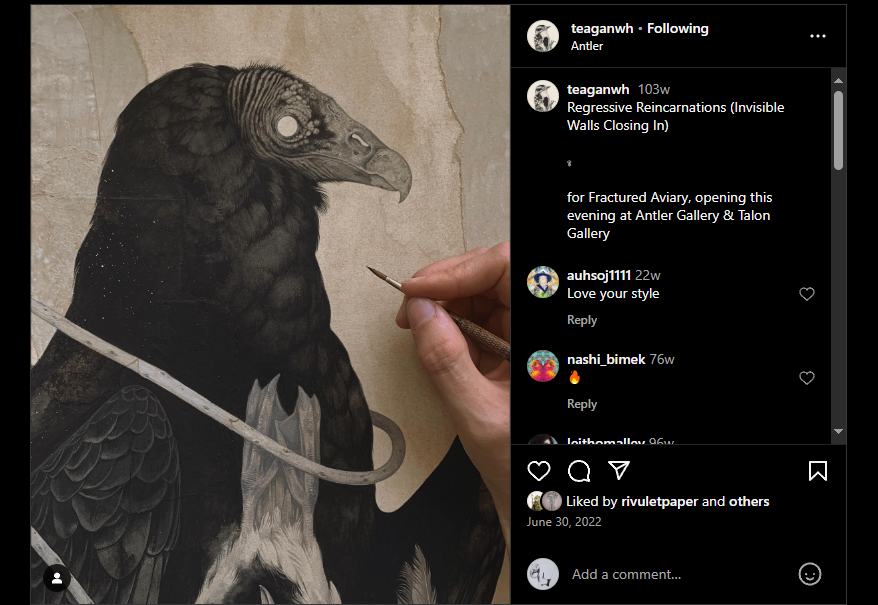 teaganwh • Following
Antler
teaganwh 103w
Regressive Reincarnations (Invisible
Walls Closing In)
for Fractured Aviary, opening this
evening at Antler Gallery & Talon
Gallery
auhsoj1111 22w
Love your style
Reply
nashi_bimek 76w
🔥
Reply
leithomalley 96w
Liked by rivuletpaper and others
June 30, 2022
Add a comment...